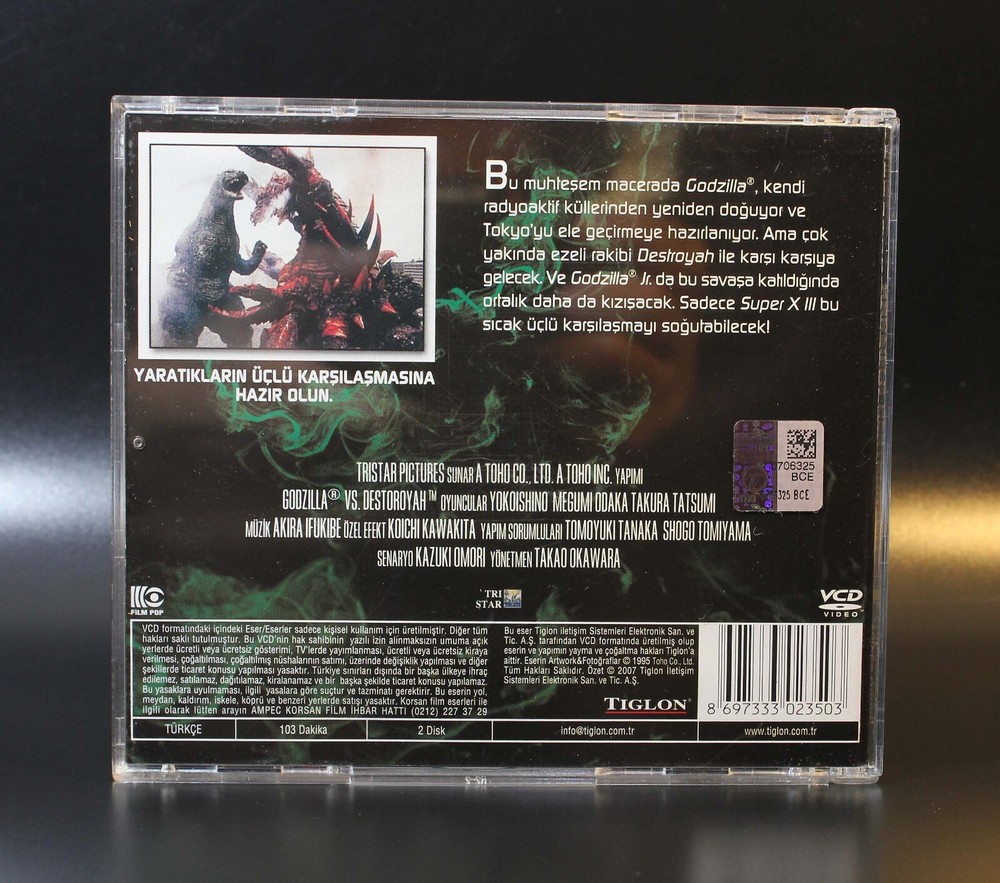 Bu muhteşem macerada Godzilla®, kendi
radyoaktif küllerinden yeniden doğuyor ve
Tokyo'yu ele geçirmeye hazırlanıyor. Ama çok
yakında ezeli rakibi Destroyah ile karşı karşıya
gelecek. Ve Godzilla® Jr. da bu savaşa katıldığında
ortalık daha da kızışacak. Sadece Super X III bu
sıcak üçlü karşılaşmayı soğutabilecek!
YARATIKLARIN ÜÇLÜ KARŞILAŞMASINA
HAZIR OLUN.
706325
BCE
325 BCE
TRISTAR PICTURES SUNAR A TOHO CO., LTD. A TOHO INC. YAPIMI
GODZILLA® VS. DESTOROYAH™ OYUNCULAR YOKOISHINO MEGUMI ODAKA TAKURA TATSUMI
MÜZİK AKIRA IFUKIBE ÖZEL EFEKT KOICHI KAWAKITA YAPIM SORUMLULARI TOMOYUKI TANAKA SHOGO TOMIYAMA
SENARYO KAZUKI OMORI YÖNETMEN TAKAO OKAWARA
FILM POP
TRI
STAR
VCD
VIDEO
VCD formatındaki içindeki Eser/Eserler sadece kişisel kullanım için üretilmiştir. Diğer tüm
hakları saklı tutulmuştur. Bu VCD'nin hak sahibinin yazılı izin alınmaksızın umuma açık
yerlerde ücretli veya ücretsiz gösterimi, TV'lerde yayımlanması, ücretli veya ücretsiz kiraya
verilmesi, çoğaltılması, çoğaltılmış nüshalarının satımı, üzerinde değişiklik yapılması ve diğer
şekillerde ticaret konusu yapılması yasaktır. Türkiye sınırları dışında bir başka ülkeye ihraç
edilemez, satılamaz, dağıtılamaz, kiralanamaz ve bir başka şekilde ticaret konusu yapılamaz.
Bu yasaklara uyulmaması, ilgili yasalara göre suçtur ve tazminatı gerektirir. Bu eserin yol,
meydan, kaldırım, iskele, köprü ve benzeri yerlerde satışı yasaktır. Korsan film eserleri ile
ilgili olarak lütfen arayın AMPEC KORSAN FİLM İHBAR HATTI (0212) 227 37 29
Bu eser Tiglon İletişim Sistemleri Elektronik San. ve
Tic. A.Ş. tarafından VCD formatında üretilmiş olup
eserin ve yapımın yayma ve çoğaltma hakları Tiglon'a
aittir. Eserin Artwork&Fotoğraflar © 1995 Toho Co., Ltd.
Tüm Hakları Saklıdır. Özet © 2007 Tiglon İletişim
Sistemleri Elektronik San. ve Tic. A.Ş.
TIGLON
8 697333 023503
TÜRKÇE
103 Dakika
2 Disk
info@tiglon.com.tr
www.tiglon.com.tr